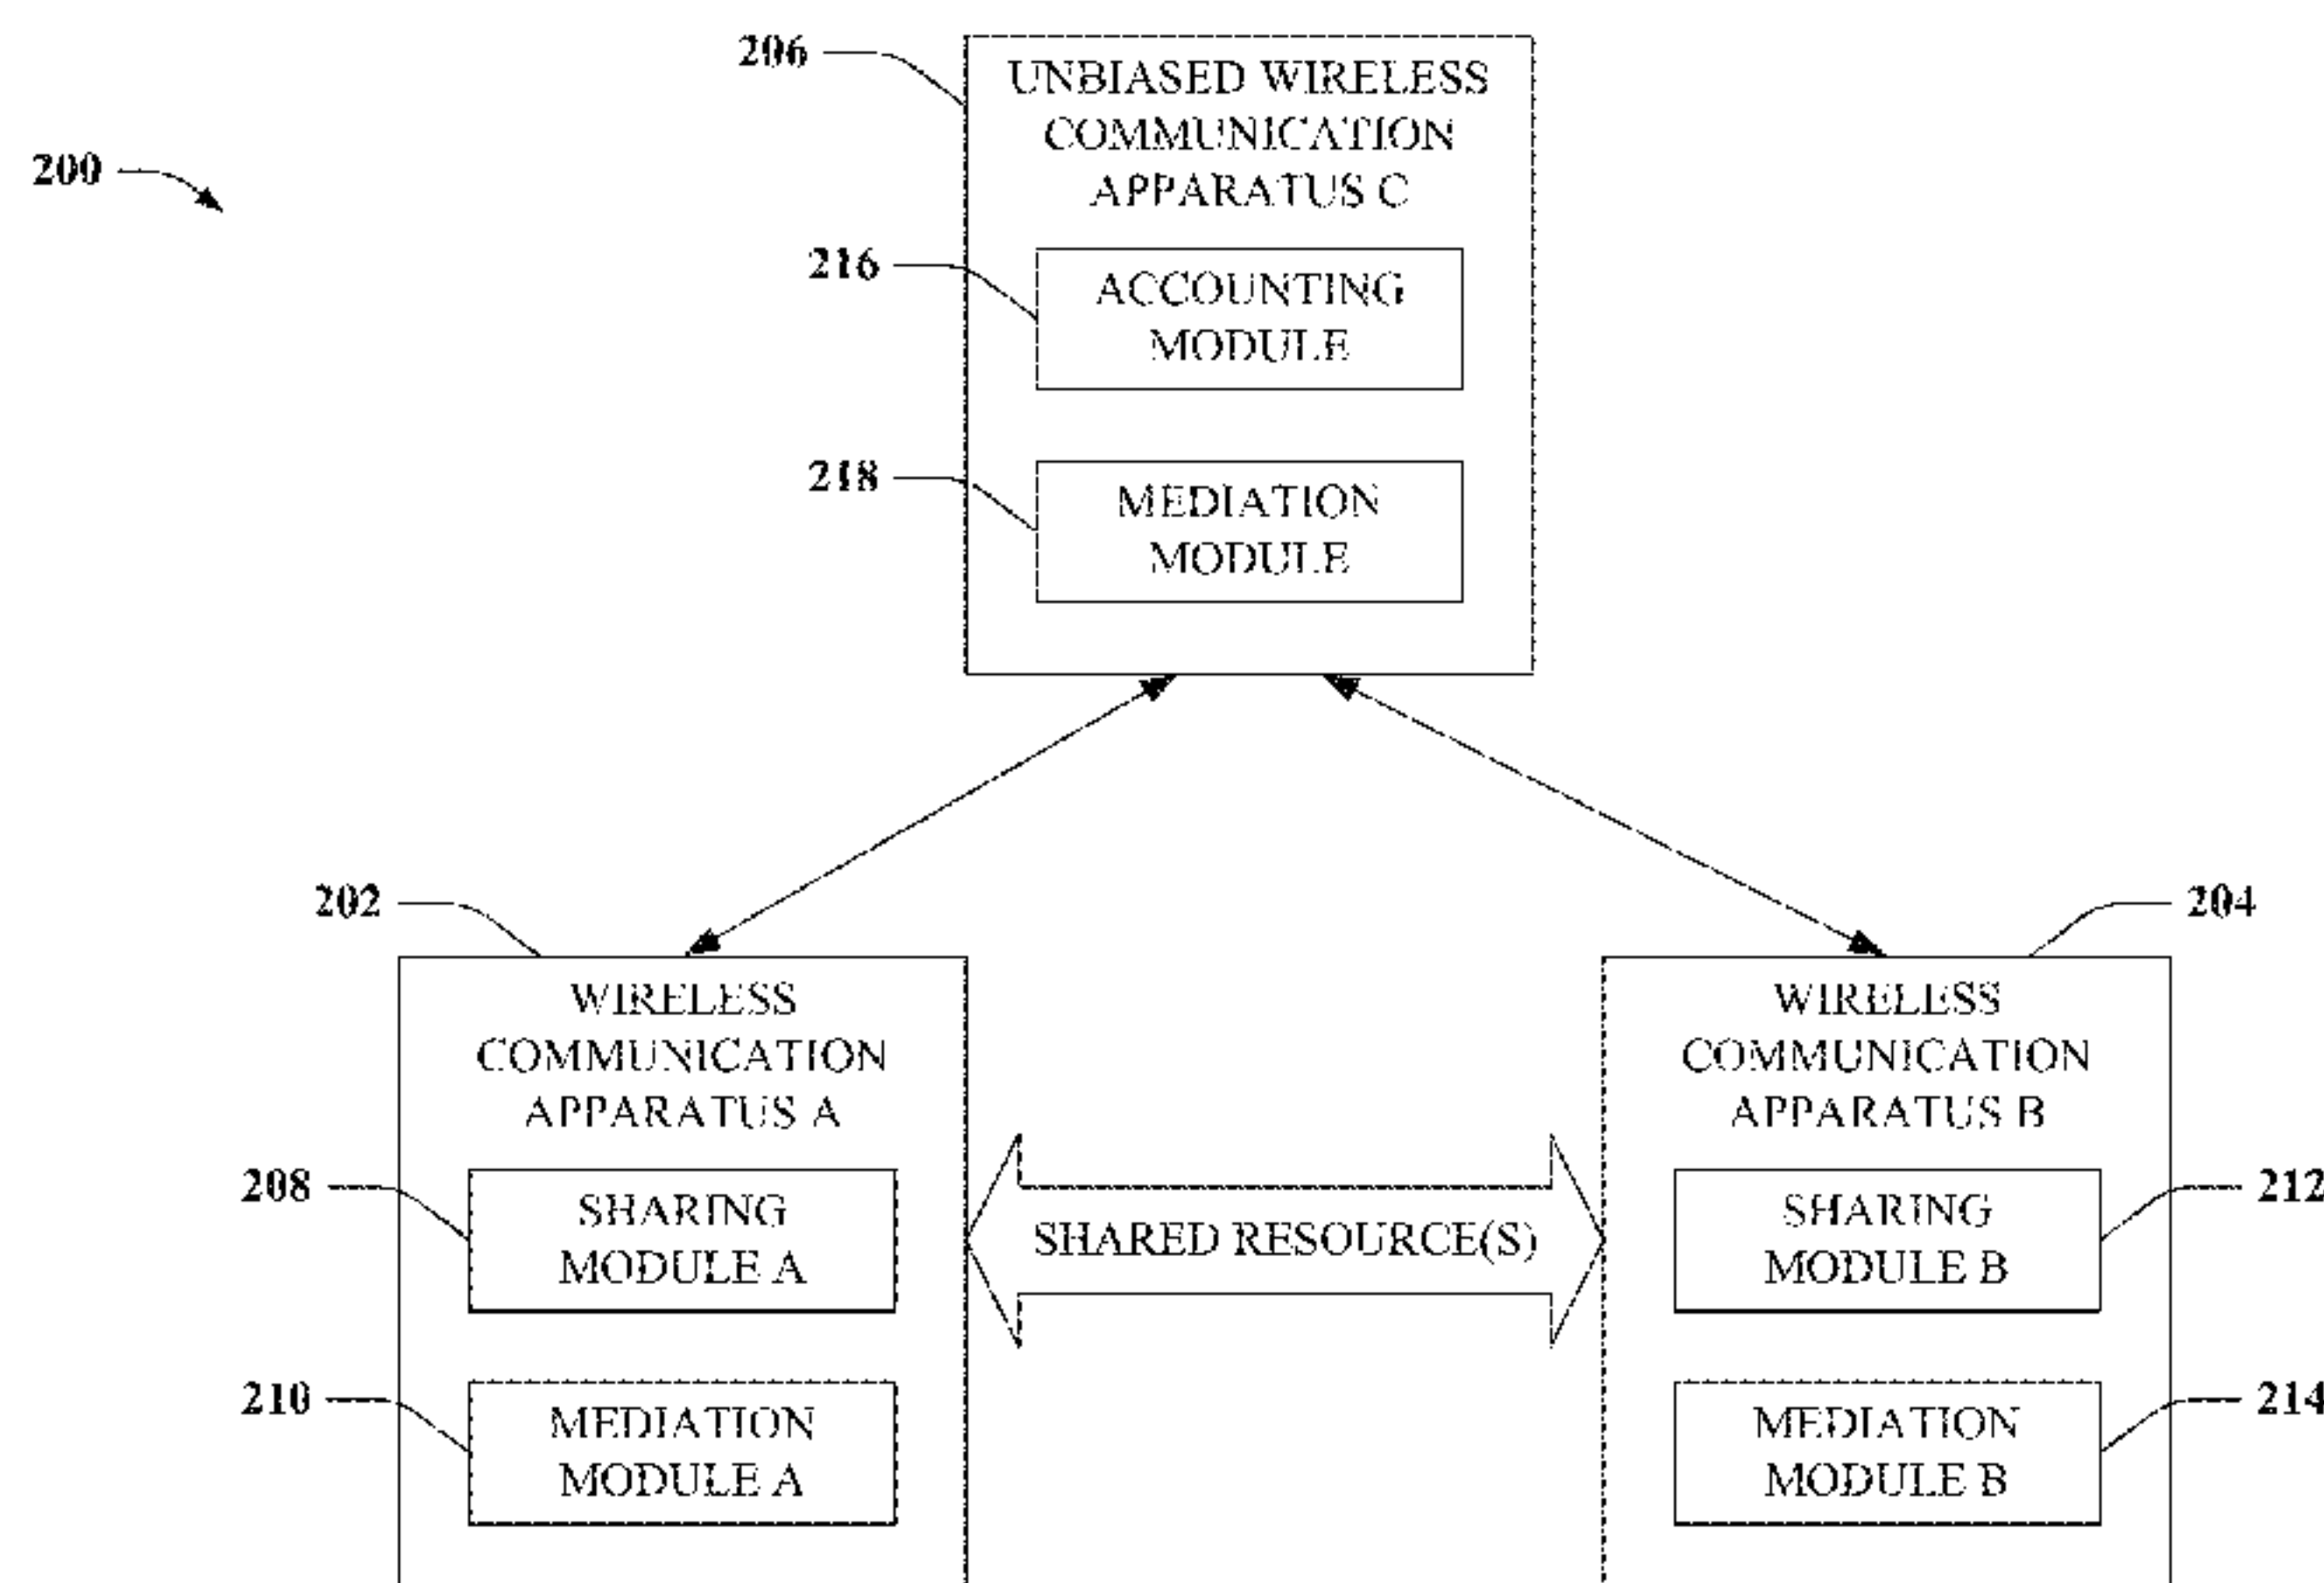 206
UNBIASED WIRELESS
COMMUNICATION
APPARATUS C
200
216
ACCOUNTING
MODULE
218
MEDIATION
MODULE
202
204
WIRELESS
COMMUNICATION
APPARATUS A
WIRELESS
COMMUNICATION
APPARATUS B
208
SHARING
MODULE A
SHARED RESOURCE(S)
SHARING
MODULE B
212
210
MEDIATION
MODULE A
MEDIATION
MODULE B
214